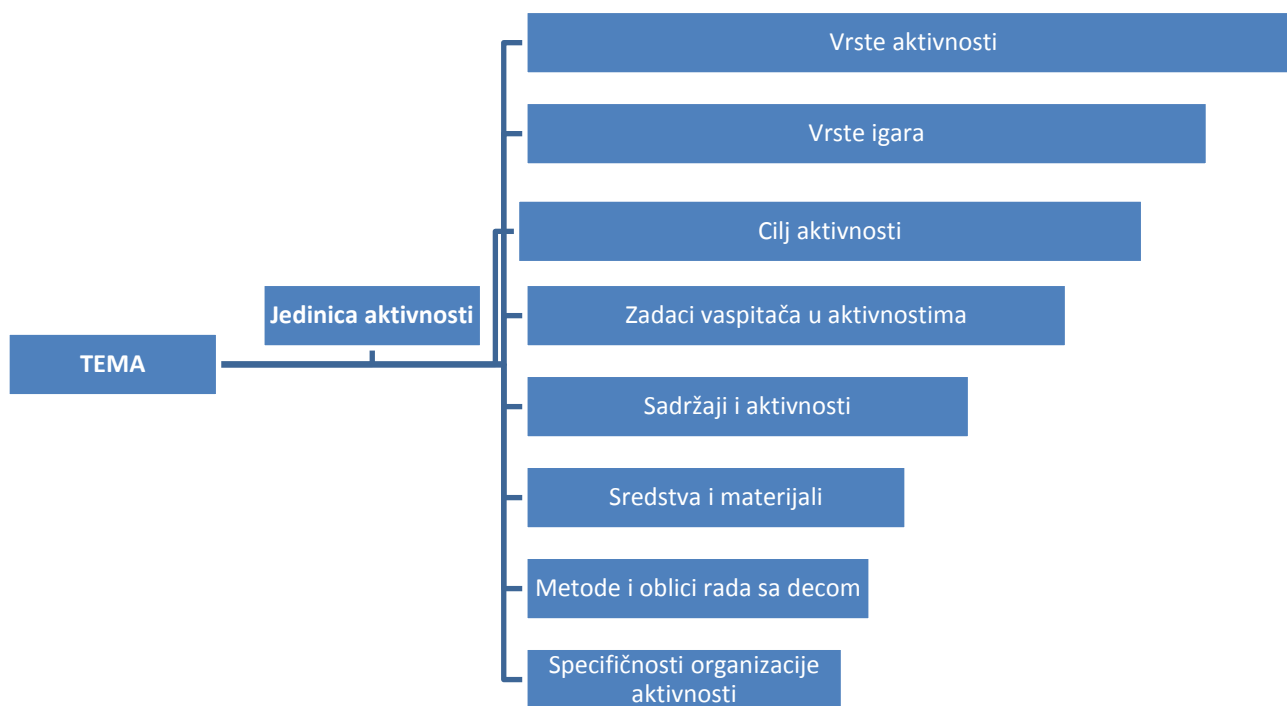 Vrste aktivnosti
Vrste igara
Cilj aktivnosti
Jedinica aktivnosti
Zadaci vaspitača u aktivnostima
TEMA
Sadržaji i aktivnosti
Sredstva i materijali
Metode i oblici rada sa decom
Specifičnosti organizacije
aktivnosti